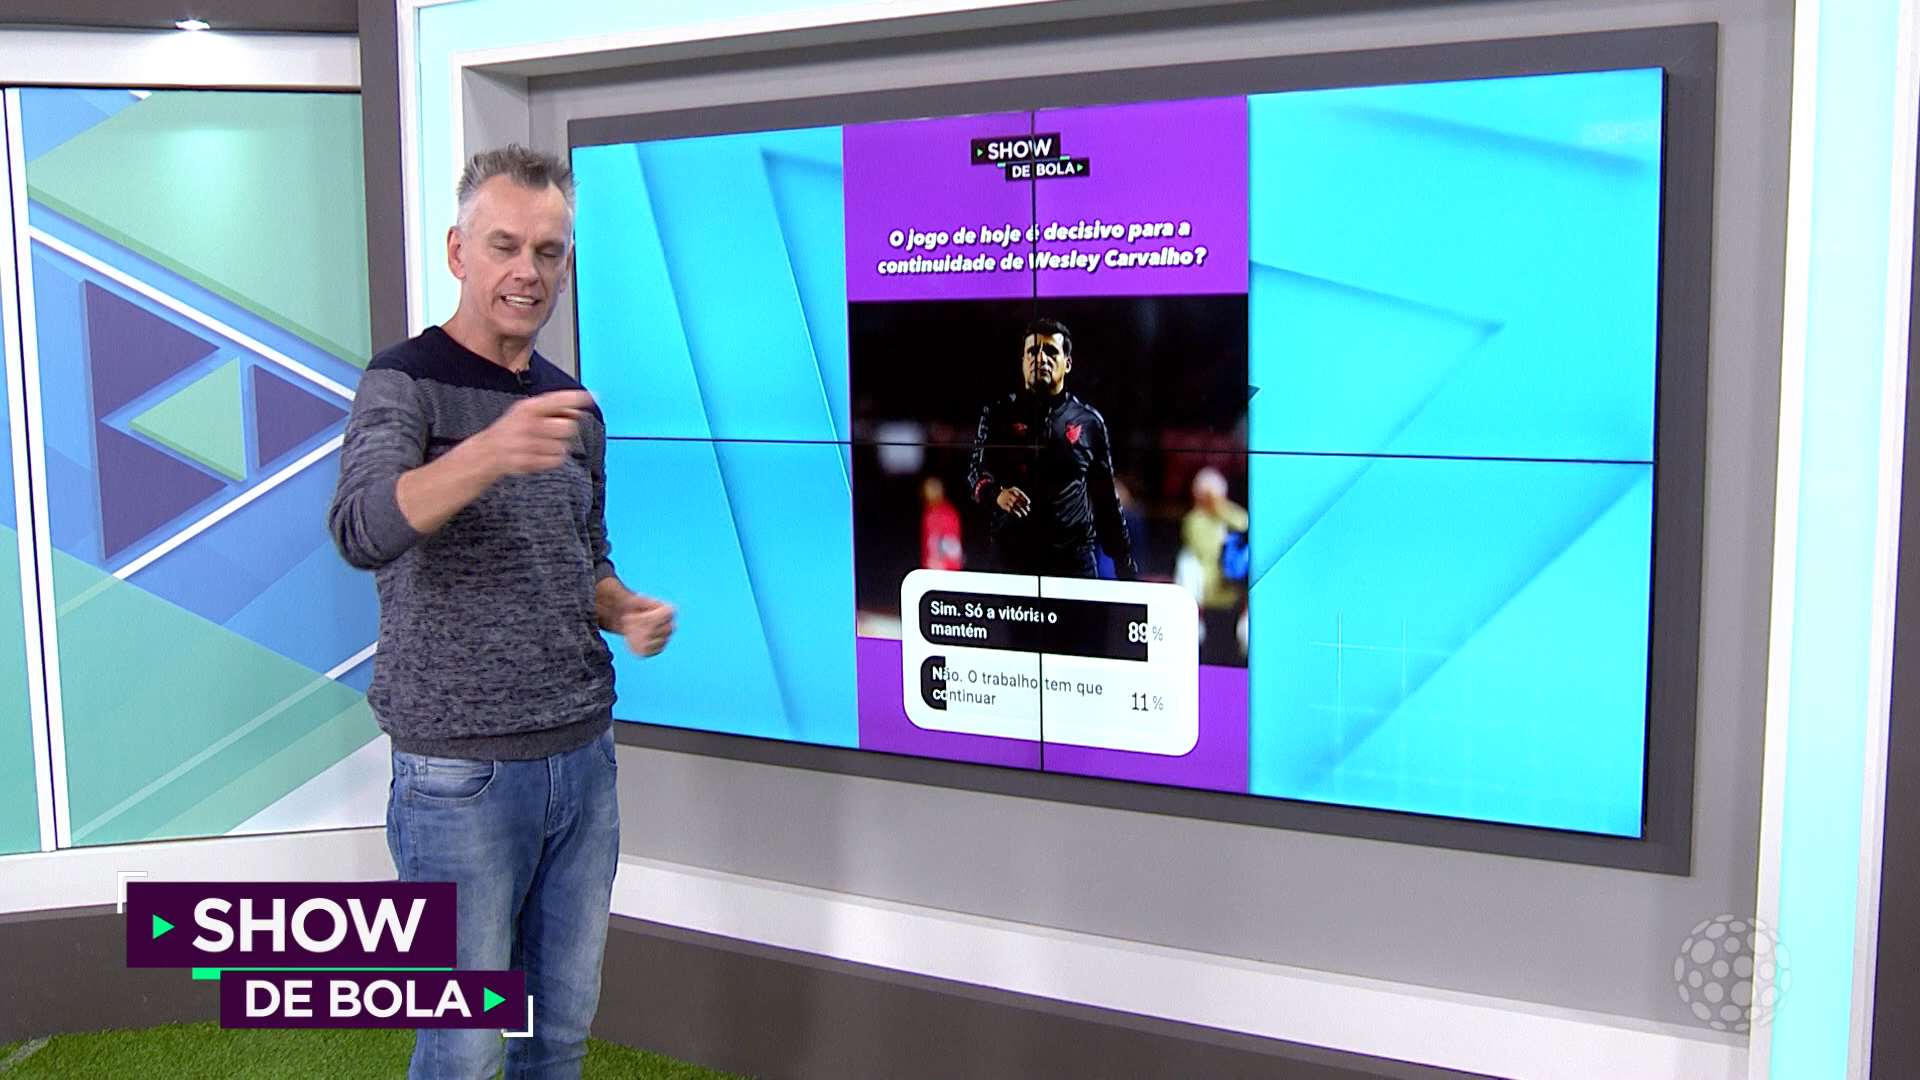 SHOW
DE BOLA
O jogo de hoje é decisivo para a
continuidade de Wesley Carvalho?
Sim. Só a vitória o
mantém
89%
Não. O trabalho tem que
continuar
11%
SHOW
DE BOLA